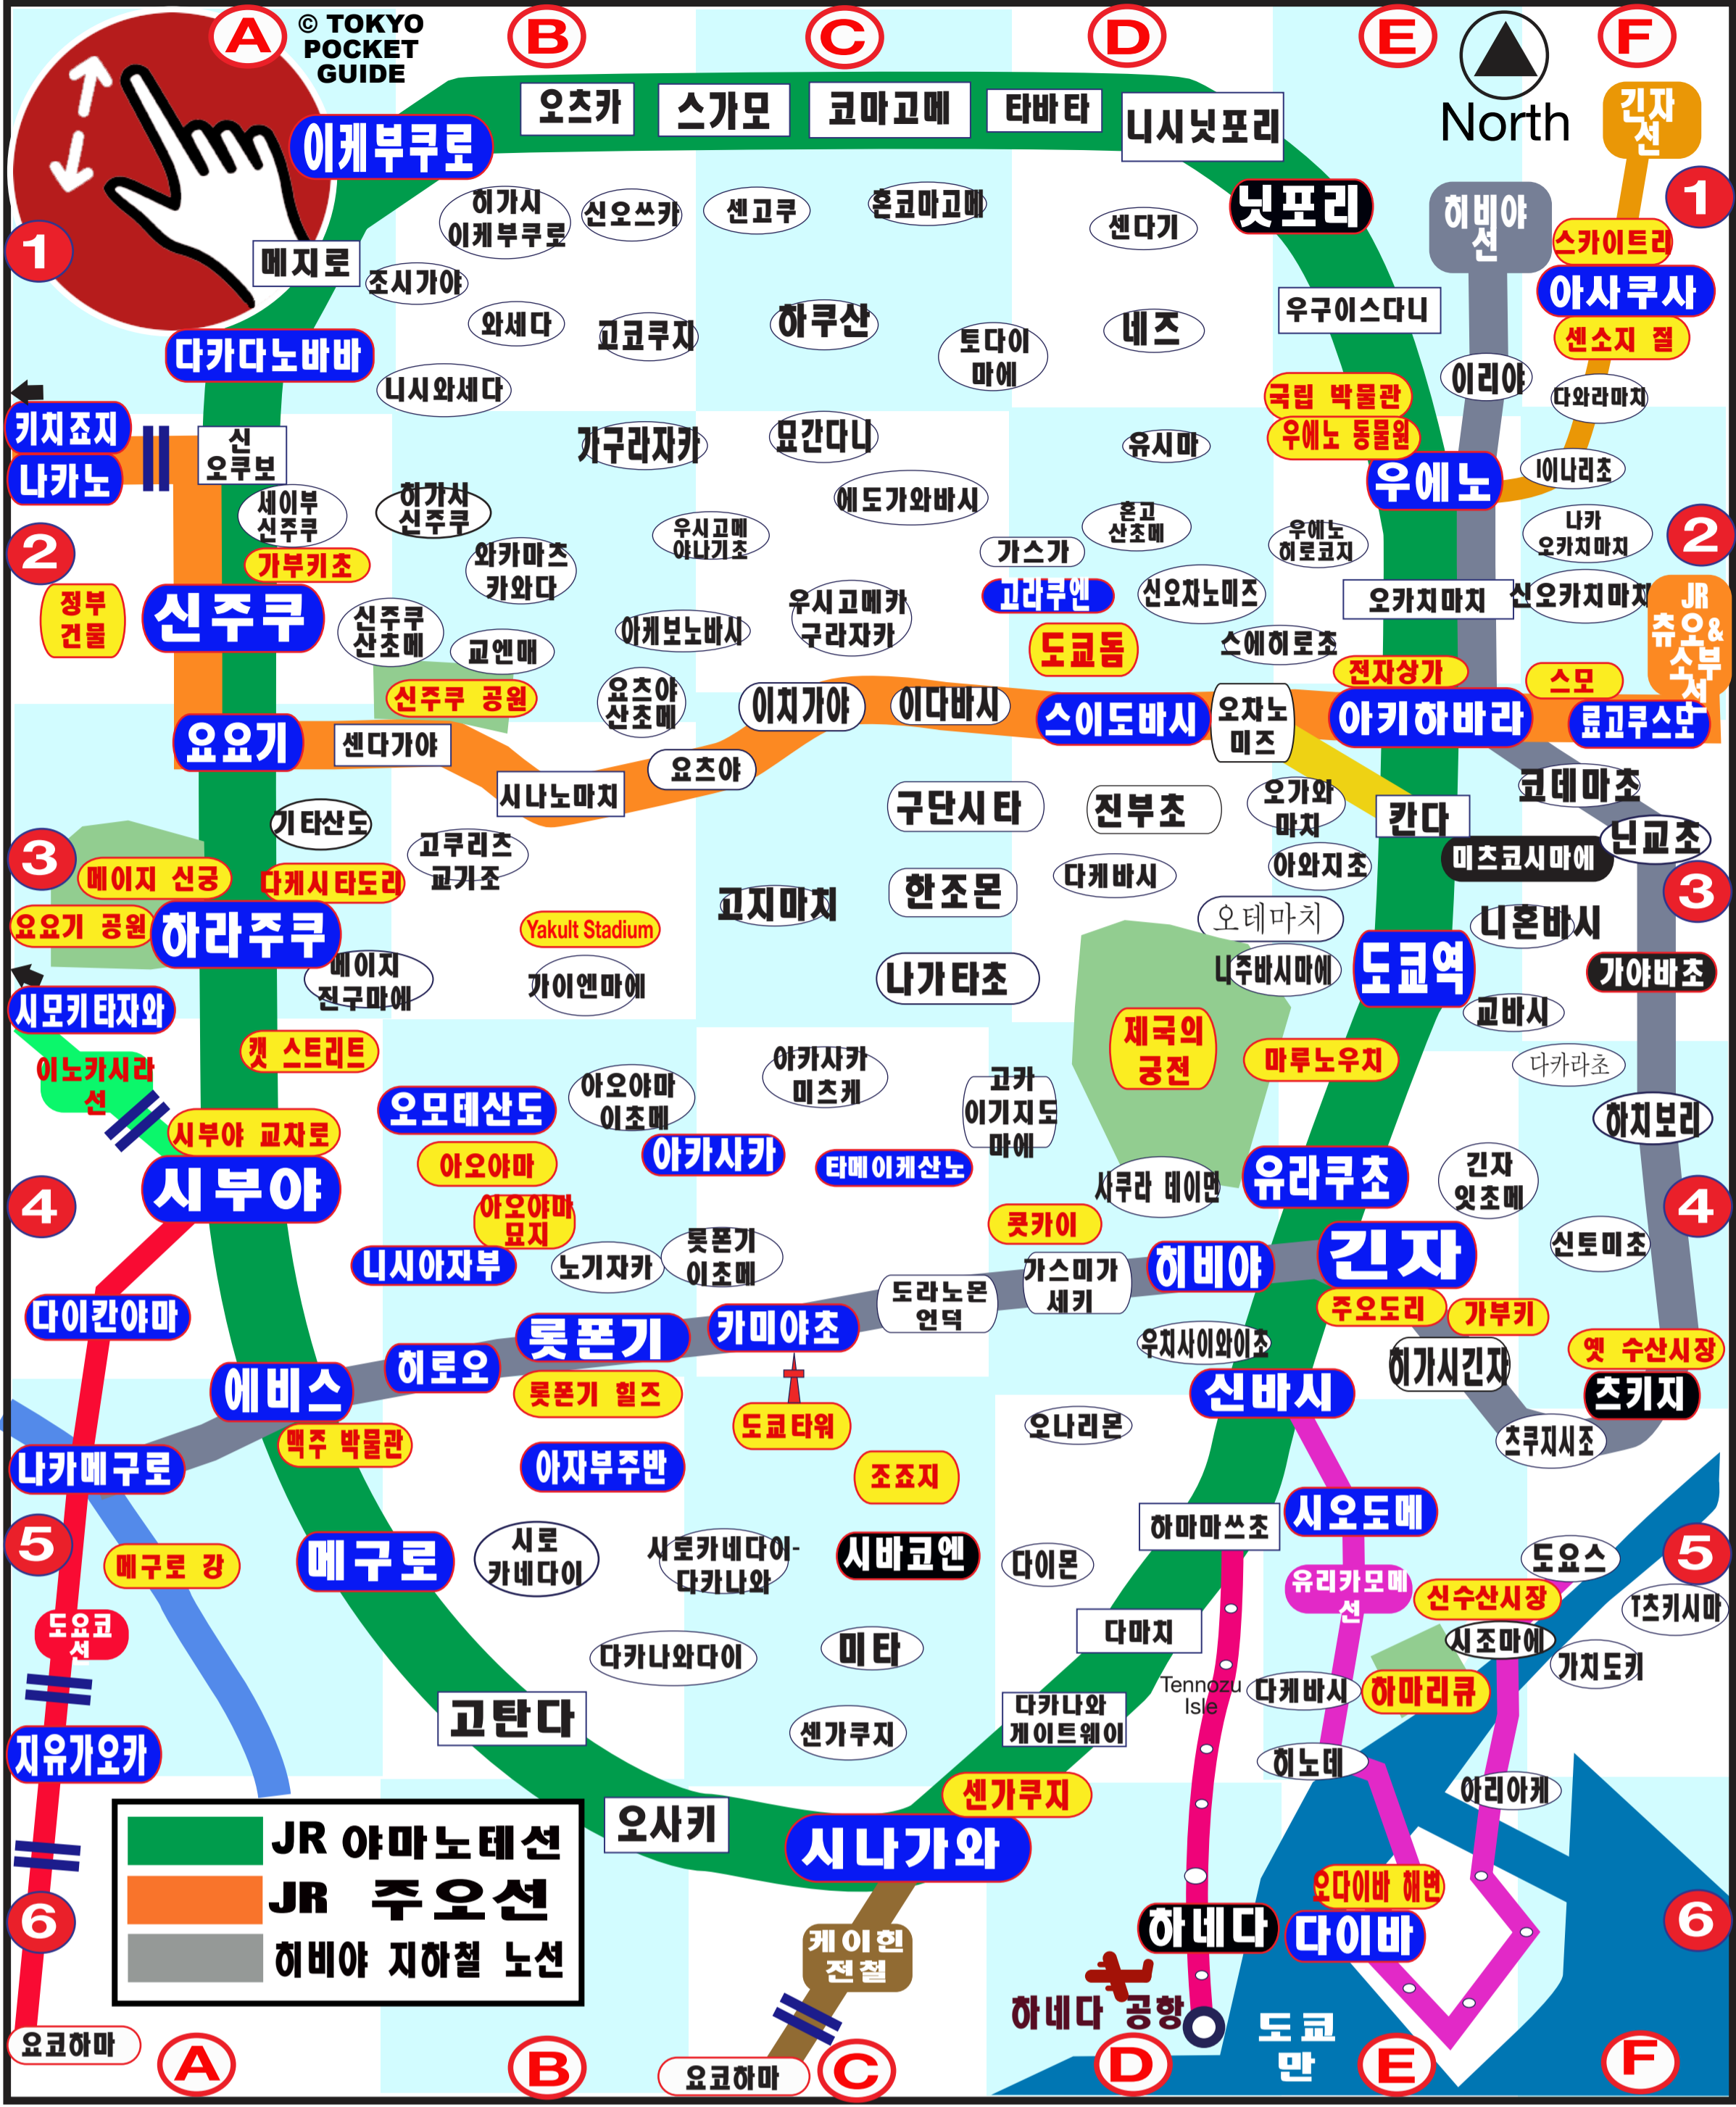 A
© TOKYO
POCKET
GUIDE
B
C
D
E
F
North
긴자
선
이케부쿠로
오츠카
스가모
코마고메
타바타
니시닛포리
닛포리
히비야
선
1
1
히가시
이케부쿠로
신오쓰카
센고쿠
혼코마고메
센다기
스카이트리
아사쿠사
센소지 절
메지로
조시가야
와세다
고코쿠지
하쿠산
토다이
마에
네즈
우구이스다니
이리야
다와라마치
다카다노바바
니시와세다
국립 박물관
우에노 동물원
키치죠지
나카노
신
오쿠보
가구라자카
묘간다니
유시마
우에노
이나리초
세이부
신주쿠
히가시
신주쿠
에도가와바시
우시고메
야나기초
혼고
산초메
우에노
히로코지
나카
오카치마치
2
2
가부키초
와카마츠
카와다
가스가
고라쿠엔
신오차노미즈
오카치마치
신오카치마치
정부
건물
신주쿠
신주쿠
산초메
교엔매
아케보노바시
우시고메카
구라자카
도쿄돔
스에히로초
JR
츄오&
소부
선
전자상가
스모
신주쿠 공원
요츠야
산초메
이치가야
이다바시
스이도바시
오차노
미즈
아키하바라
료고쿠스모
요요기
센다가야
시나노마치
요츠야
코데마초
기타산도
고쿠리츠
교기조
구단시타
진부초
오가와
마치
칸다
닌교초
3
3
메이지 신궁
다케시타도리
요요기 공원
하라주쿠
고지마치
한조몬
다케바시
아와지초
미츠코시마에
Yakult Stadium
오테마치
니혼바시
메이지
진구마에
가이엔마에
나가타초
니주바시마에
도쿄역
가야바초
시모키타자와
교바시
이노카시라
선
캣 스트리트
제국의
궁전
마루노우치
다카라초
아카사카
미츠케
아오야마
이초메
고카
이기지도
마에
하치보리
시부야 교차로
오모테산도
아오야마
아카사카
타메이케산노
시부야
사쿠라 데이먼
유라쿠초
긴자
잇초메
4
4
아오야마
묘지
콧카이
신토미초
니시아자부
노기자카
롯폰기
이초메
도라노몬
언덕
가스미가
세키
히비야
긴자
다이칸야마
주오도리
가부키
롯폰기
카미야초
우치사이와이초
히가시긴자
옛 수산시장
히로오
에비스
롯폰기 힐즈
신바시
츠키지
도쿄타워
오나리몬
츠쿠지시조
맥주 박물관
나카메구로
아자부주반
조죠지
시오도메
하마마쓰초
5
5
메구로 강
메구로
시로
카네다이
시로카네다이-
다카나와
시바코엔
다이몬
도요스
유리카모메
선
신수산시장
츠키시마
도요코
선
다카나와다이
미타
다마치
시조마에
가치도키
Tennozu
Isle
다케바시
하마리큐
고탄다
센가쿠지
다카나와
게이트웨이
지유가오카
히노데
아리아케
센가쿠지
오사키
시나가와
JR 야마노테선
JR 주오선
히비야 지하철 노선
6
6
오다이바 해변
다이바
하네다
케이힌
전철
하네다 공항
도쿄
만
요코하마
요코하마
A
B
C
D
E
F